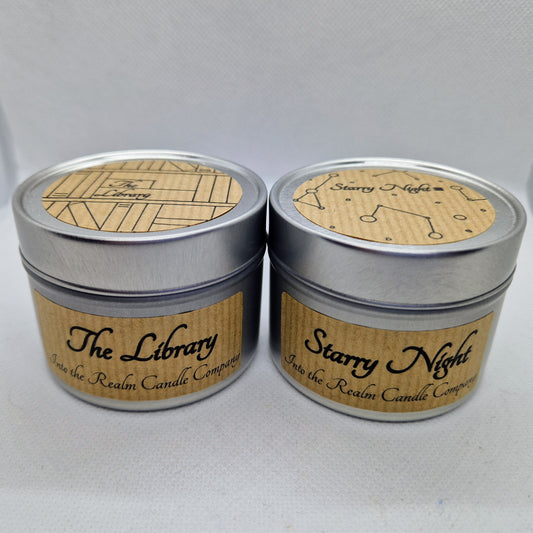 The
Library
Starry Night
The Library
Into the Realm Candle Company
Starry Night
Into the Realm Candle Company